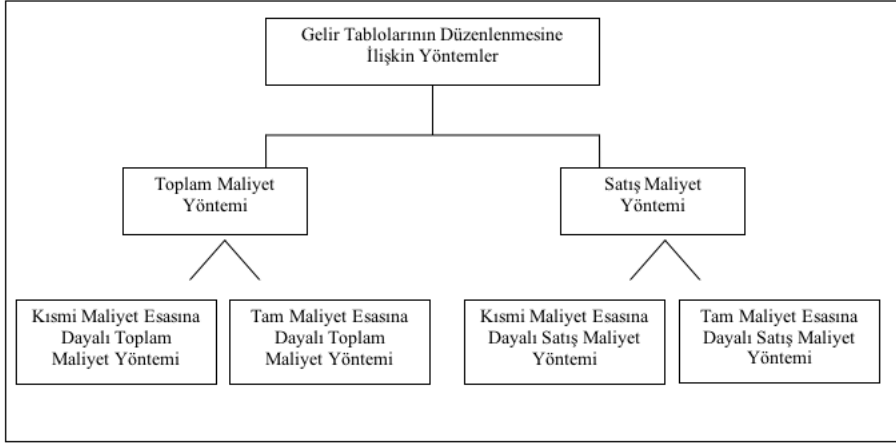 Gelir Tablolarının Düzenlenmesine
İlişkin Yöntemler
Toplam Maliyet
Yöntemi
Satış Maliyet
Yöntemi
Kısmi Maliyet Esasına
Dayalı Toplam
Maliyet Yöntemi
Tam Maliyet Esasına
Dayalı Toplam
Maliyet Yöntemi
Kısmi Maliyet Esasına
Dayalı Satış Maliyet
Yöntemi
Tam Maliyet Esasına
Dayalı Satış Maliyet
Yöntemi